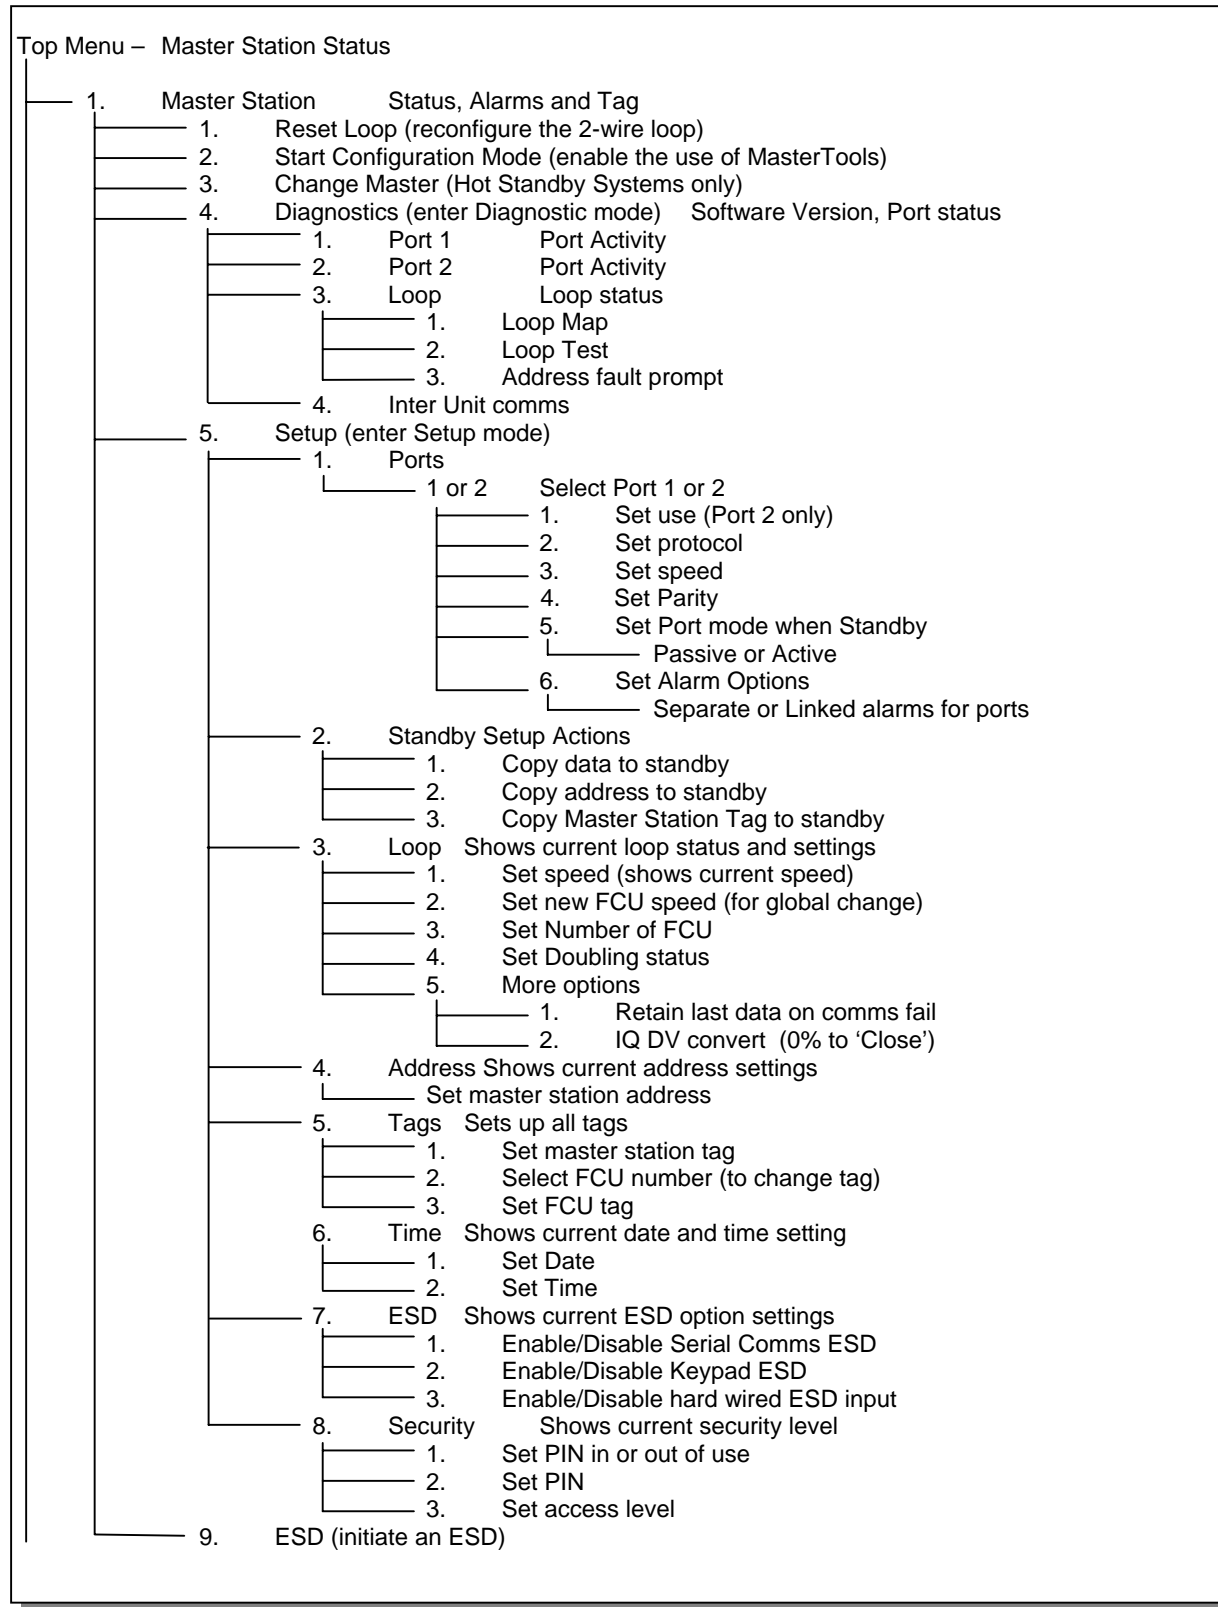 Top Menu – Master Station Status
1. Master Station Status, Alarms and Tag
1. Reset Loop (reconfigure the 2-wire loop)
2. Start Configuration Mode (enable the use of MasterTools)
3. Change Master (Hot Standby Systems only)
4. Diagnostics (enter Diagnostic mode) Software Version, Port status
1. Port 1 Port Activity
2. Port 2 Port Activity
3. Loop Loop status
1. Loop Map
2. Loop Test
3. Address fault prompt
4. Inter Unit comms
5. Setup (enter Setup mode)
1. Ports
1 or 2 Select Port 1 or 2
1. Set use (Port 2 only)
2. Set protocol
3. Set speed
4. Set Parity
5. Set Port mode when Standby
Passive or Active
6. Set Alarm Options
Separate or Linked alarms for ports
2. Standby Setup Actions
1. Copy data to standby
2. Copy address to standby
3. Copy Master Station Tag to standby
3. Loop Shows current loop status and settings
1. Set speed (shows current speed)
2. Set new FCU speed (for global change)
3. Set Number of FCU
4. Set Doubling status
5. More options
1. Retain last data on comms fail
2. IQ DV convert (0% to ‘Close’)
4. Address Shows current address settings
Set master station address
5. Tags Sets up all tags
1. Set master station tag
2. Select FCU number (to change tag)
3. Set FCU tag
6. Time Shows current date and time setting
1. Set Date
2. Set Time
7. ESD Shows current ESD option settings
1. Enable/Disable Serial Comms ESD
2. Enable/Disable Keypad ESD
3. Enable/Disable hard wired ESD input
8. Security Shows current security level
1. Set PIN in or out of use
2. Set PIN
3. Set access level
9. ESD (initiate an ESD)